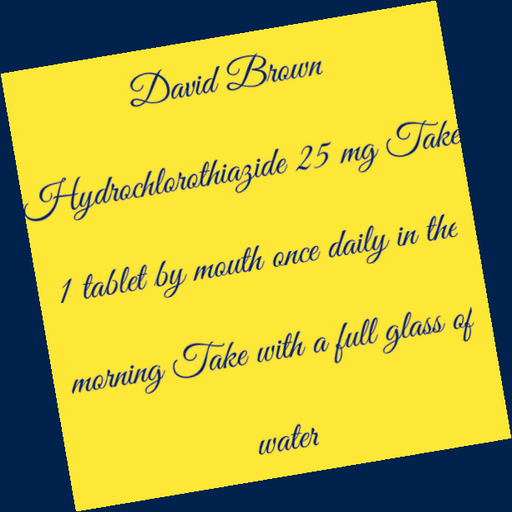 David Brown
Hydrochlorothiazide 25 mg Take
1 tablet by mouth once daily in the
morning Take with a full glass of
water